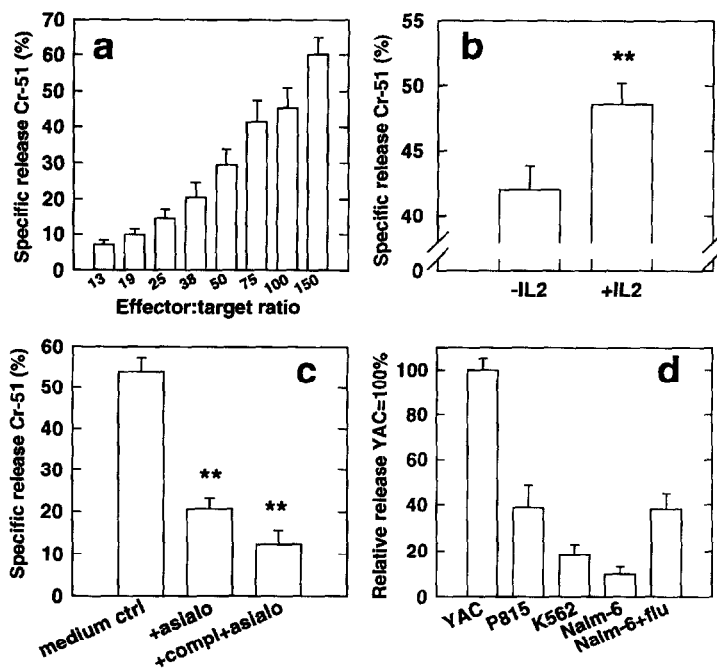 a
Specific release Cr-51 (%)
70
60
50
40
30
20
10
0
13 19 25 38 50 75 100 150
Effector:target ratio
b
Specific release Cr-51 (%)
55
50
45
40
0
**
-IL2 +IL2
c
Specific release Cr-51 (%)
60
50
40
30
20
10
0
** **
medium ctrl +asialo +compl+asialo
d
Relative release YAC=100%
100
80
60
40
20
0
YAC P815 K562 Nalm-6 Nalm-6+flu